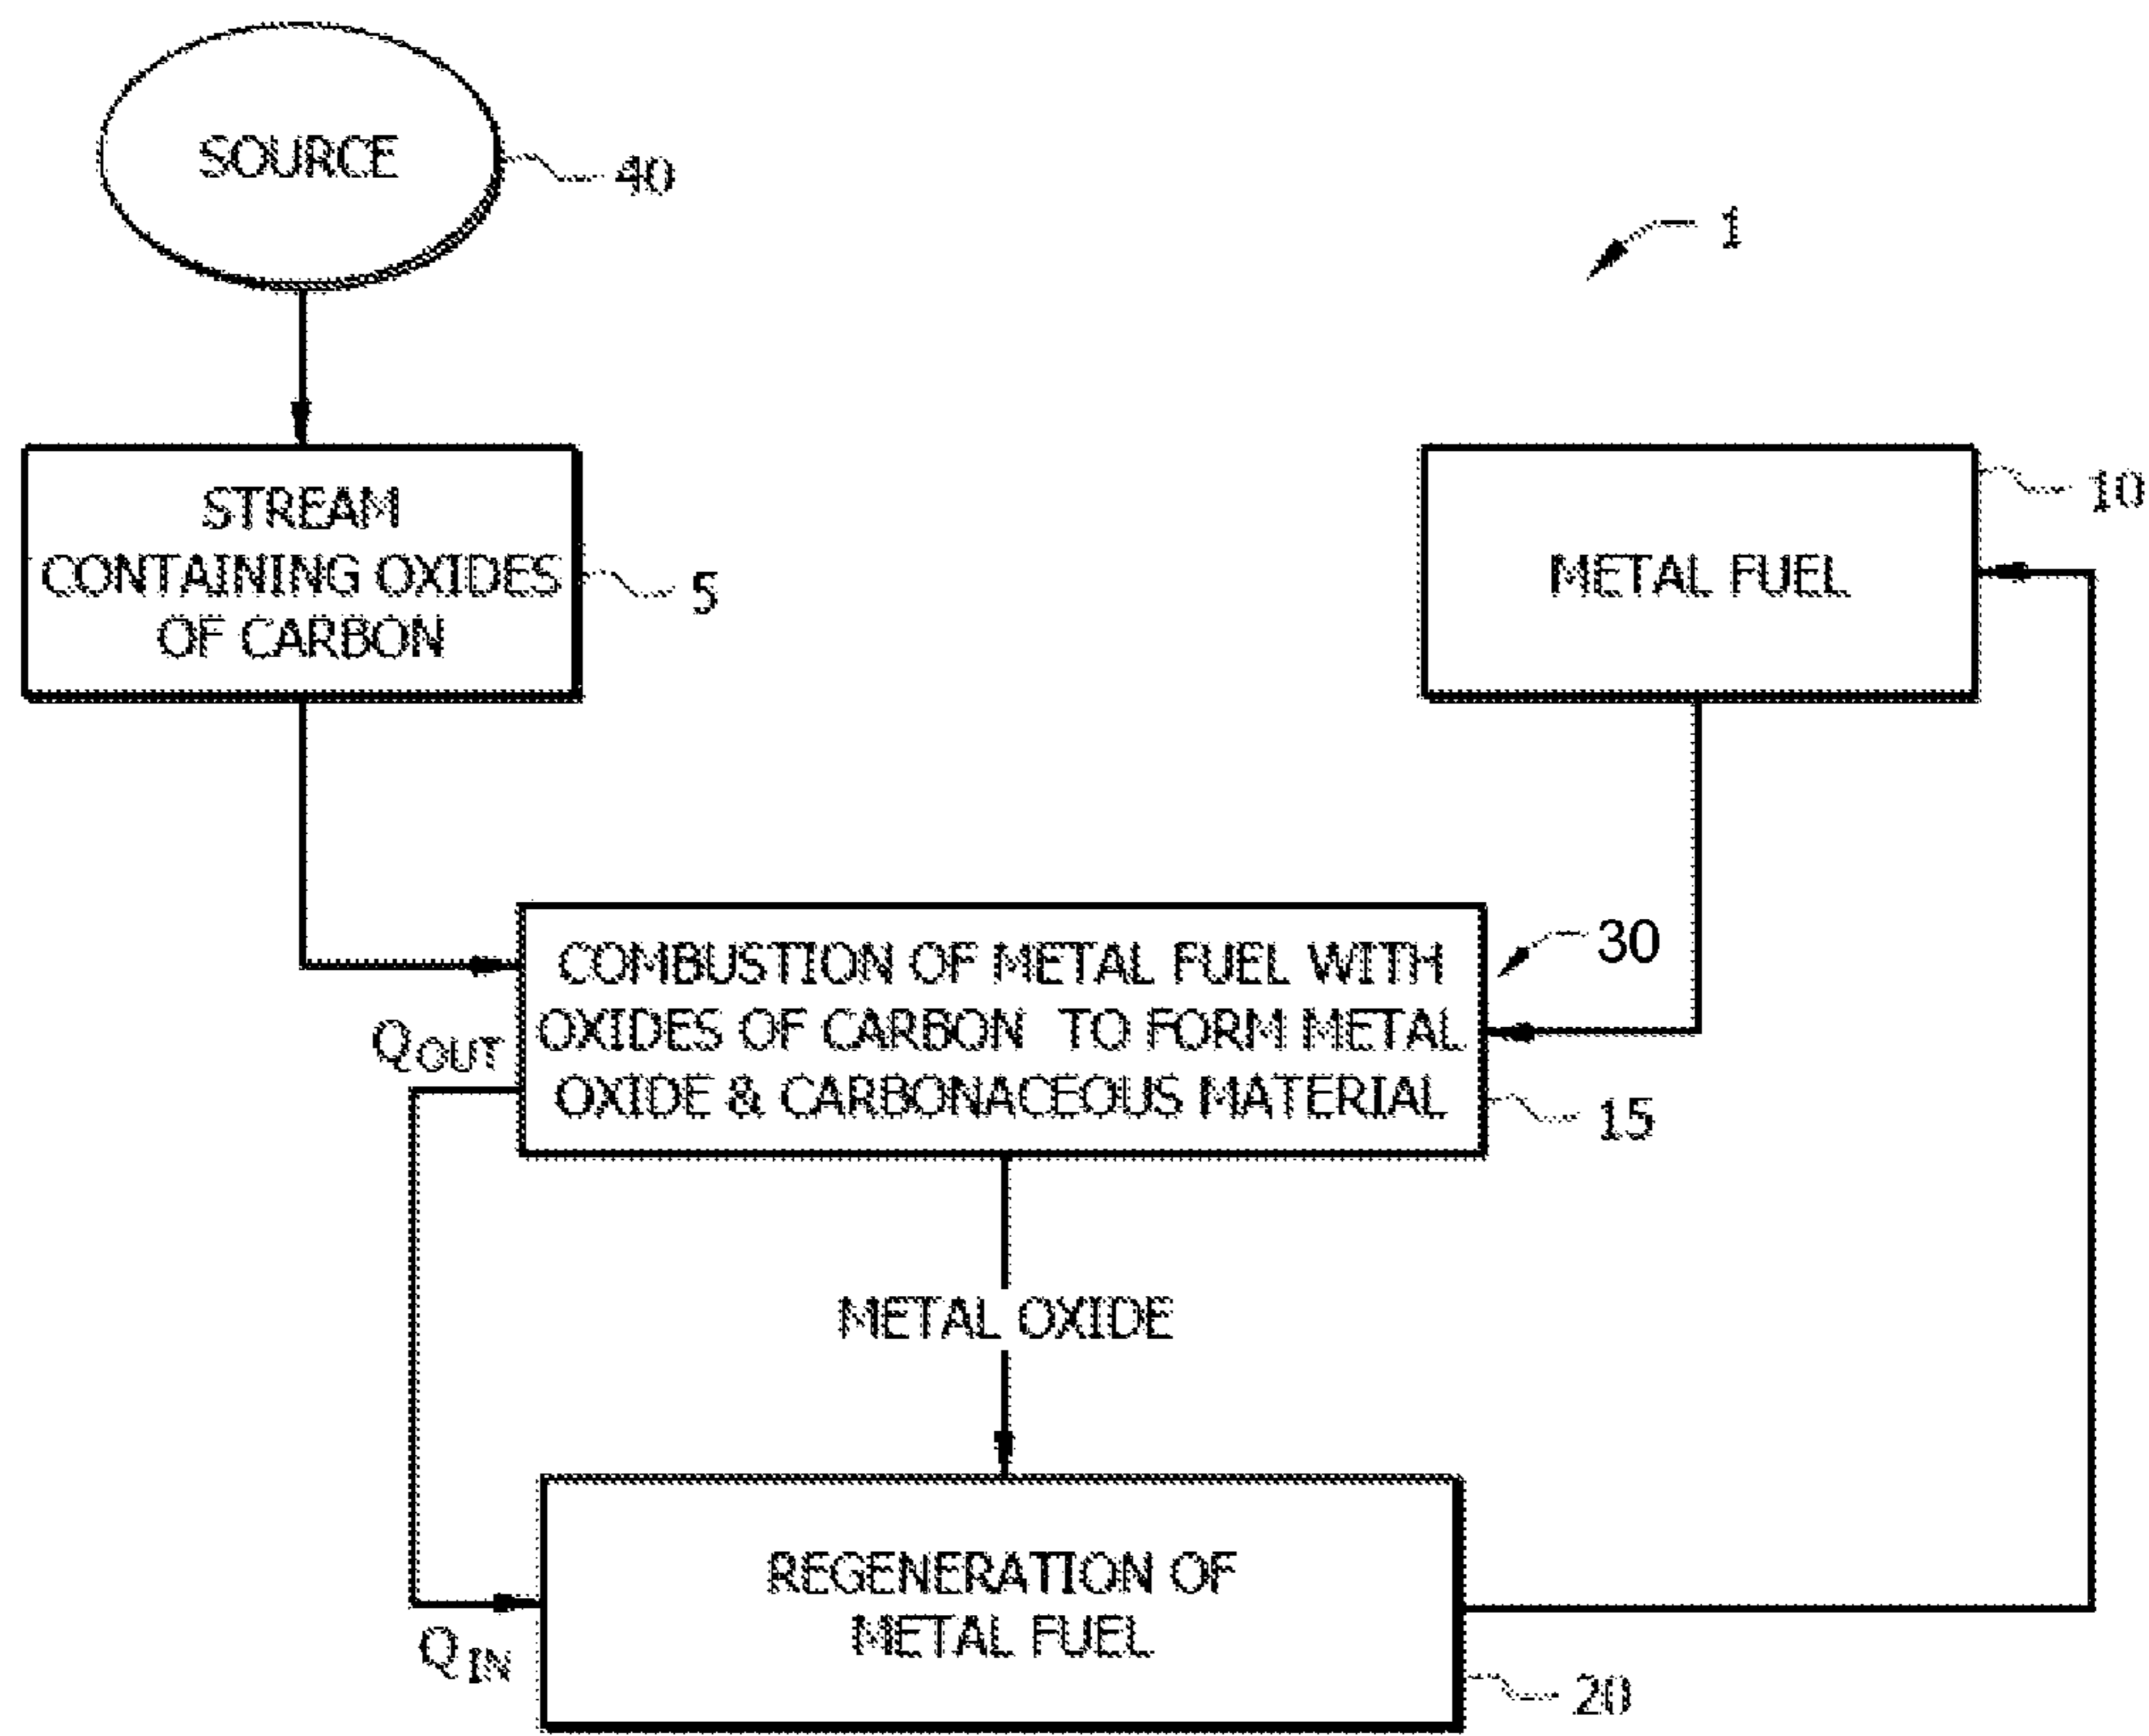 SOURCE
40
1
STREAM
CONTAINING OXIDES
OF CARBON
5
METAL FUEL
10
COMBUSTION OF METAL FUEL WITH
OXIDES OF CARBON TO FORM METAL
OXIDE & CARBONACEOUS MATERIAL
30
15
QOUT
METAL OXIDE
REGENERATION OF
METAL FUEL
QIN
20